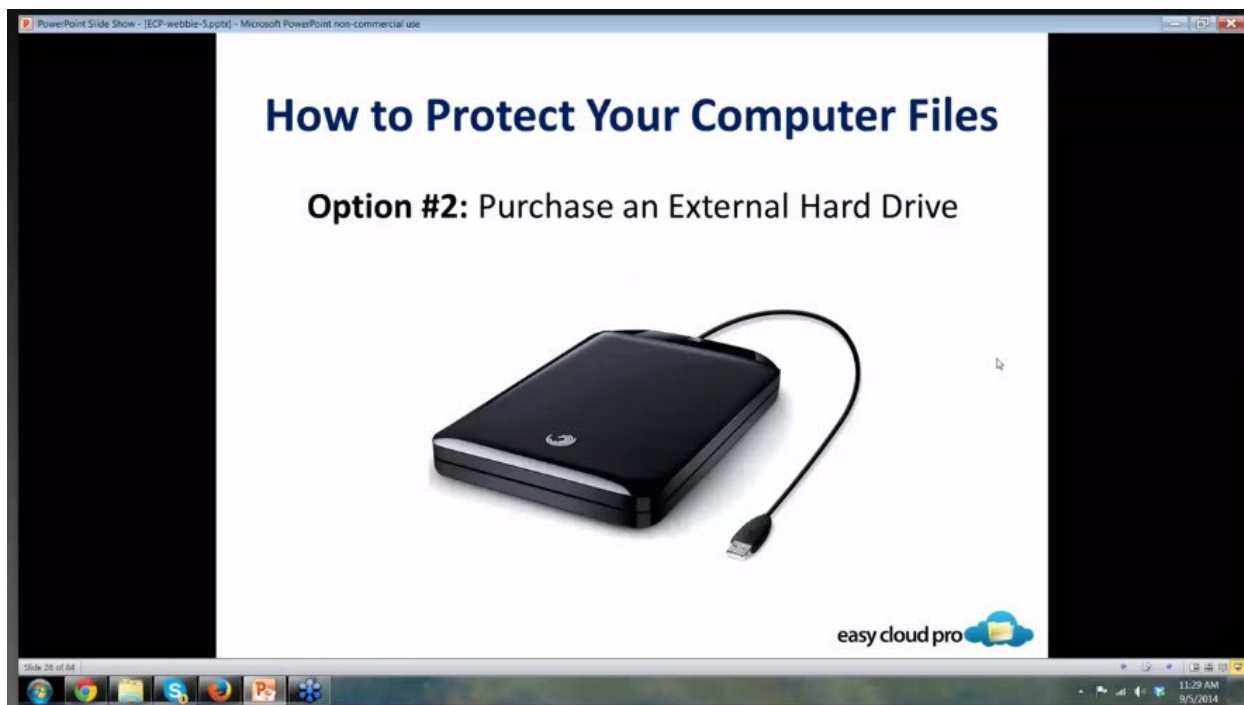 PowerPoint Slide Show - [ECP-webbie-5.pptx] - Microsoft PowerPoint non-commercial use
How to Protect Your Computer Files
Option #2: Purchase an External Hard Drive
easy cloud pro
Slide 28 of 84
11:29 AM
9/5/2014